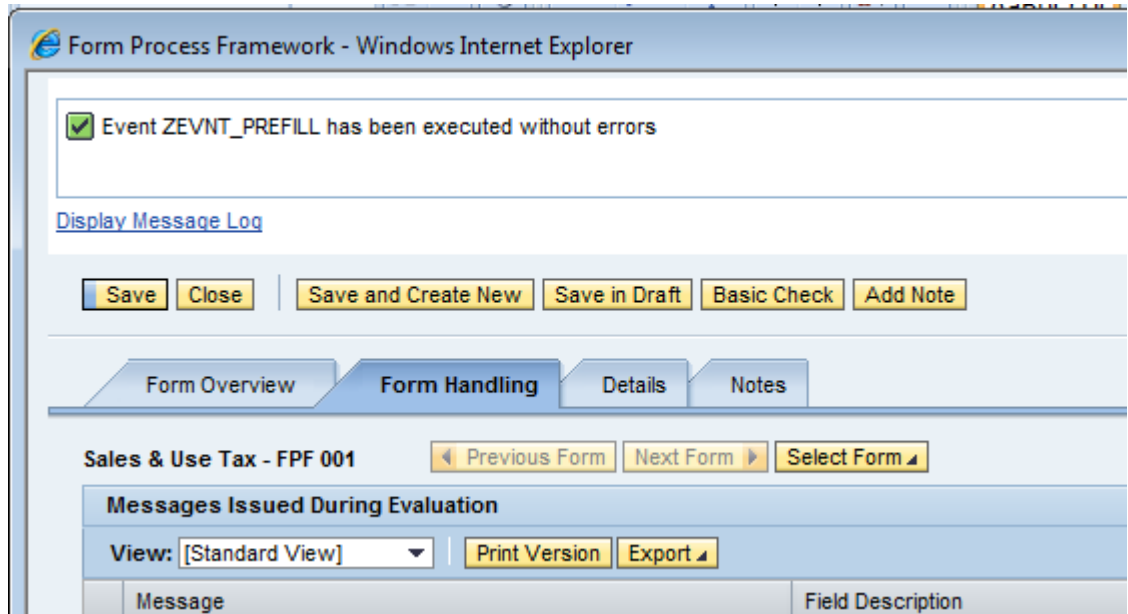 Form Process Framework - Windows Internet Explorer
Event ZEVNT_PREFILL has been executed without errors
Display Message Log
Save Close Save and Create New Save in Draft Basic Check Add Note
Form Overview Form Handling Details Notes
Sales & Use Tax - FPF 001 Previous Form Next Form Select Form
Messages Issued During Evaluation
View: [Standard View] Print Version Export
Message Field Description